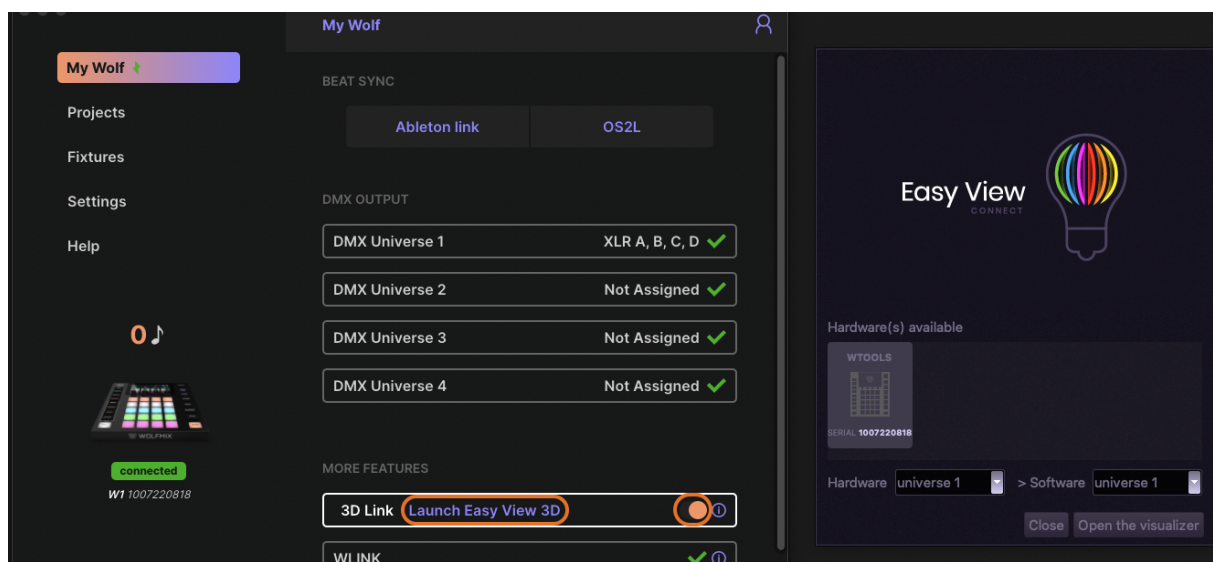 My Wolf
Projects
Fixtures
Settings
Help
0
WOLFMIX
connected
W1 1007220818
My Wolf
BEAT SYNC
Ableton link
OS2L
DMX OUTPUT
DMX Universe 1 XLR A, B, C, D
DMX Universe 2 Not Assigned
DMX Universe 3 Not Assigned
DMX Universe 4 Not Assigned
MORE FEATURES
3D Link Launch Easy View 3D
WLINK
Easy View
CONNECT
Hardware(s) available
WTOOLS
SERIAL 1007220818
Hardware universe 1 > Software universe 1
Close Open the visualizer